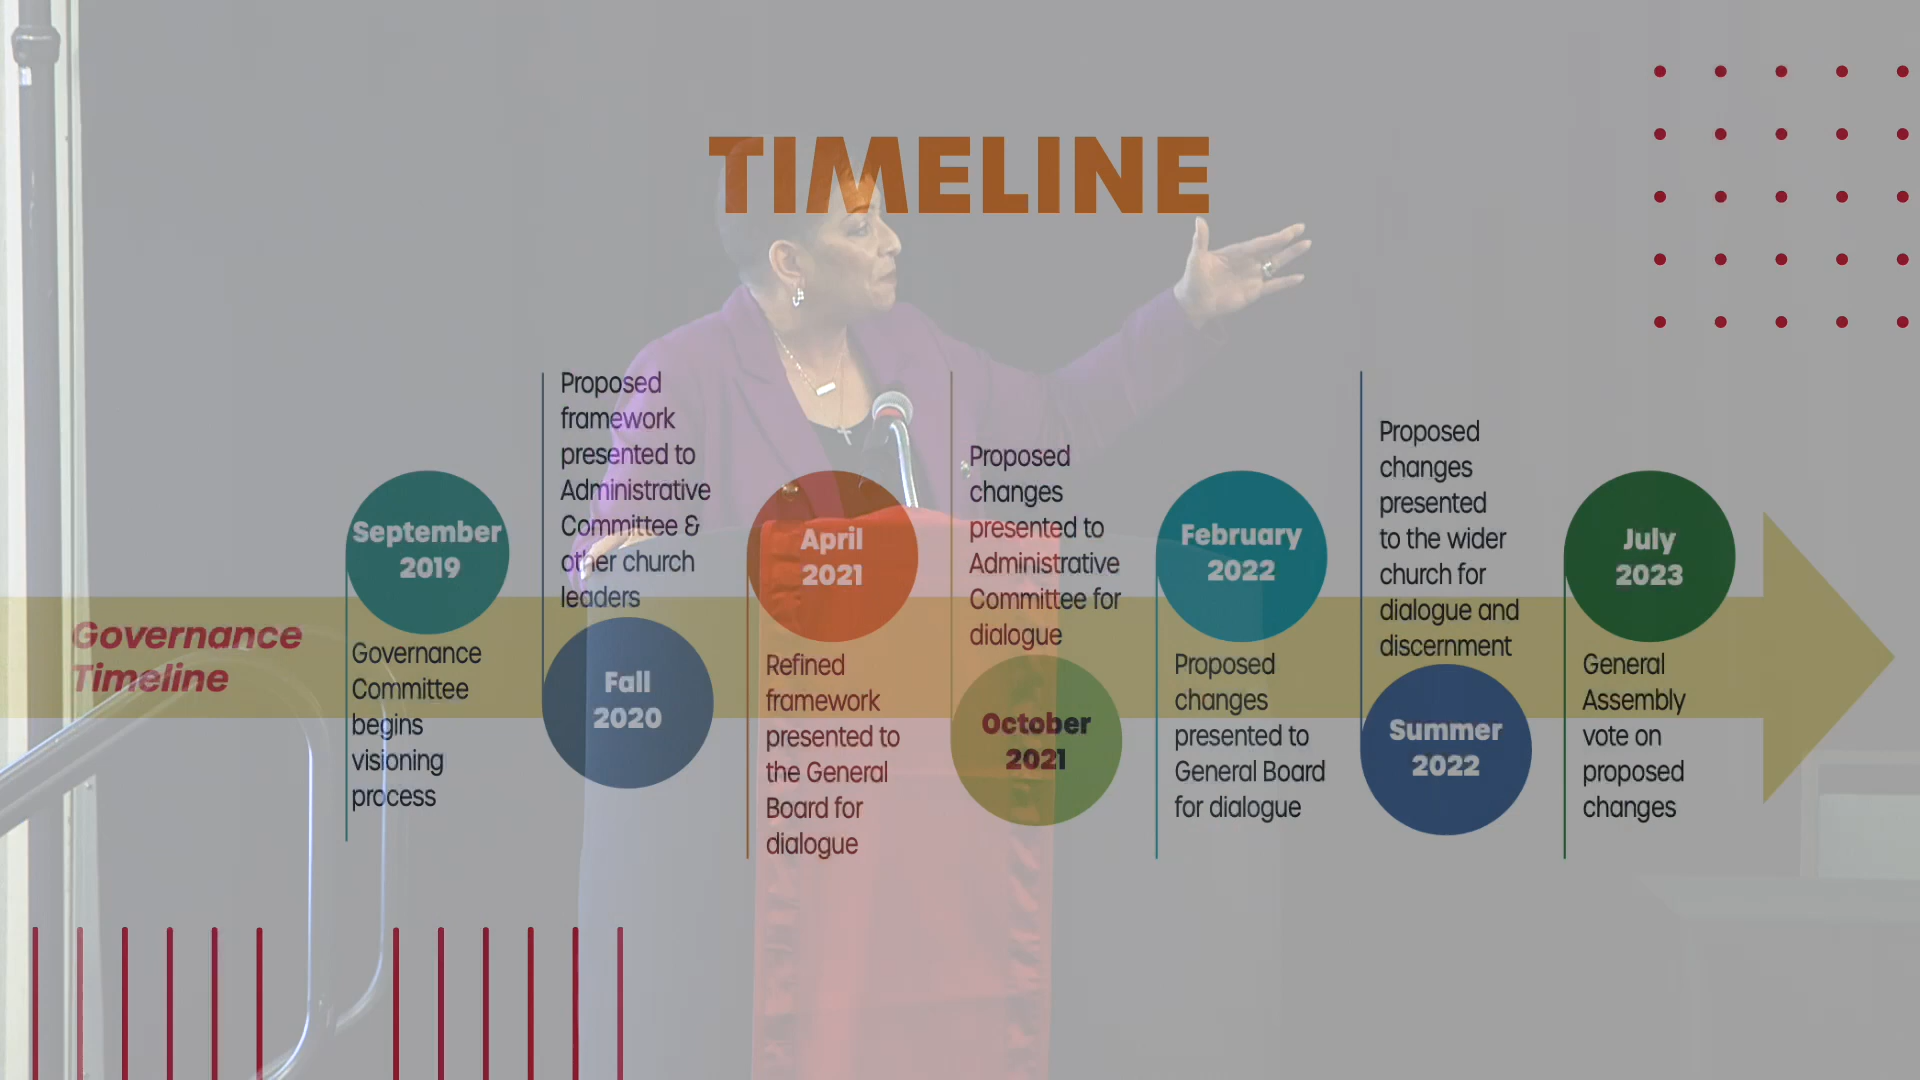 TIMELINE
Governance
Timeline
September
2019
Governance
Committee
begins
visioning
process
Proposed
framework
presented to
Administrative
Committee &
other church
leaders
Fall
2020
April
2021
Refined
framework
presented to
the General
Board for
dialogue
Proposed
changes
presented to
Administrative
Committee for
dialogue
October
2021
February
2022
Proposed
changes
presented to
General Board
for dialogue
Proposed
changes
presented
to the wider
church for
dialogue and
discernment
Summer
2022
July
2023
General
Assembly
vote on
proposed
changes